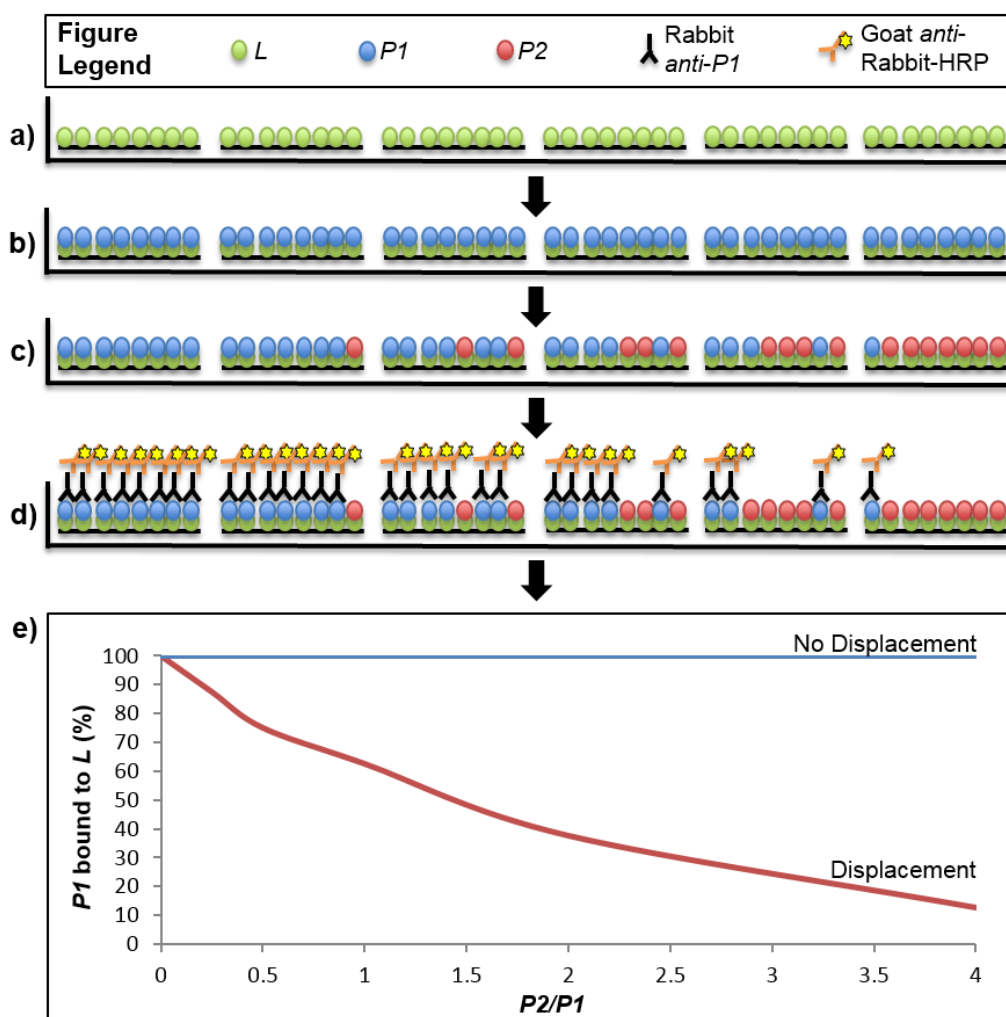 Figure Legend
L
P1
P2
Rabbit anti-P1
Goat anti-Rabbit-HRP
a)
b)
c)
d)
e)
No Displacement
Displacement
P1 bound to L (%)
100
90
80
70
60
50
40
30
20
10
0
0
0.5
1
1.5
2
2.5
3
3.5
4
P2/P1